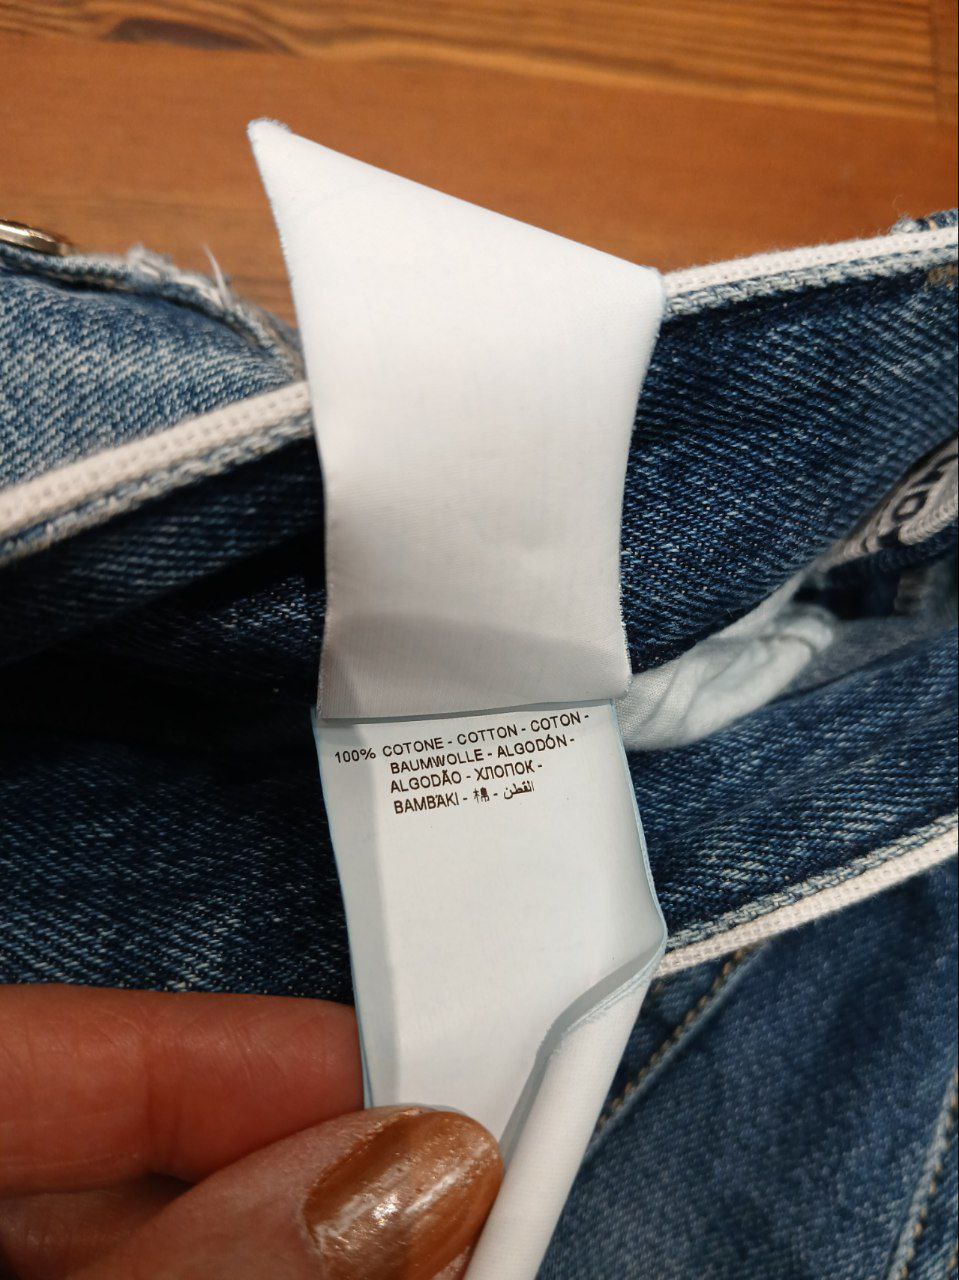 100% COTONE - COTTON - COTON -
BAUMWOLLE - ALGODÓN -
ALGODÃO - ХЛОПОК -
BAMBAKI - 棉 - القطن